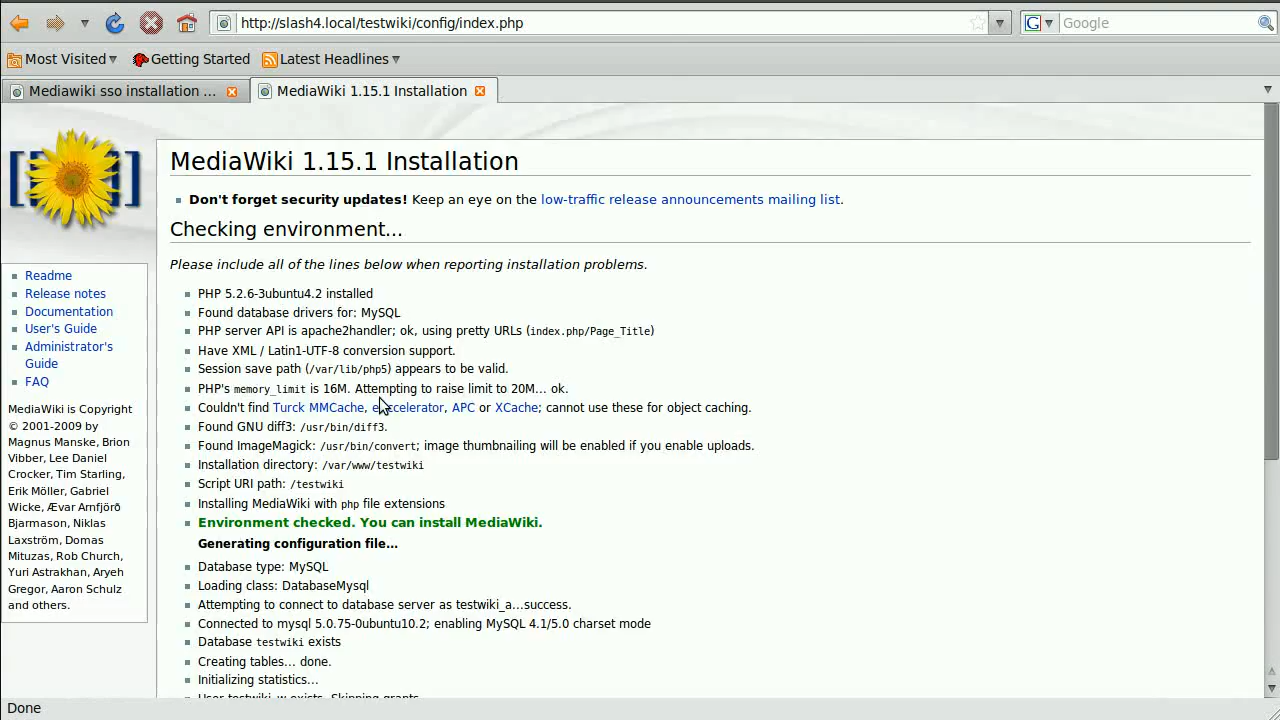 http://slash4.local/testwiki/config/index.php
G
Google
Most Visited
Getting Started
Latest Headlines
Mediawiki sso installation ...
MediaWiki 1.15.1 Installation
MediaWiki 1.15.1 Installation
Don't forget security updates! Keep an eye on the low-traffic release announcements mailing list.
Checking environment...
Please include all of the lines below when reporting installation problems.
PHP 5.2.6-3ubuntu4.2 installed
Found database drivers for: MySQL
PHP server API is apache2handler; ok, using pretty URLs (index.php/Page_Title)
Have XML / Latin1-UTF-8 conversion support.
Session save path (/var/lib/php5) appears to be valid.
PHP's memory_limit is 16M. Attempting to raise limit to 20M... ok.
Couldn't find Turck MMCache, APC or XCache; cannot use these for object caching.
Found GNU diff3: /usr/bin/diff3.
Found ImageMagick: /usr/bin/convert; image thumbnailing will be enabled if you enable uploads.
Installation directory: /var/www/testwiki
Script URI path: /testwiki
Installing MediaWiki with php file extensions
Environment checked. You can install MediaWiki.
Generating configuration file...
Database type: MySQL
Loading class: DatabaseMysql
Attempting to connect to database server as testwiki_a...success.
Connected to mysql 5.0.75-0ubuntu10.2; enabling MySQL 4.1/5.0 charset mode
Database testwiki exists
Creating tables... done.
Initializing statistics...
User testwiki_w exists. Skipping grants.
Readme
Release notes
Documentation
User's Guide
Administrator's
Guide
FAQ
MediaWiki is Copyright
© 2001-2009 by
Magnus Manske, Brion
Vibber, Lee Daniel
Crocker, Tim Starling,
Erik Möller, Gabriel
Wicke, Ævar Arnfjörð
Bjarmason, Niklas
Laxström, Domas
Mituzas, Rob Church,
Yuri Astrakhan, Aryeh
Gregor, Aaron Schulz
and others.
Done